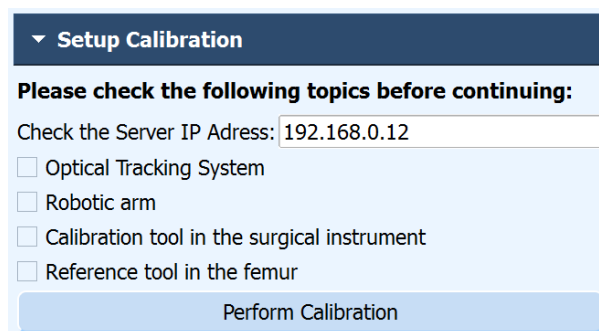 Setup Calibration
Please check the following topics before continuing:
Check the Server IP Adress: 192.168.0.12
Optical Tracking System
Robotic arm
Calibration tool in the surgical instrument
Reference tool in the femur
Perform Calibration